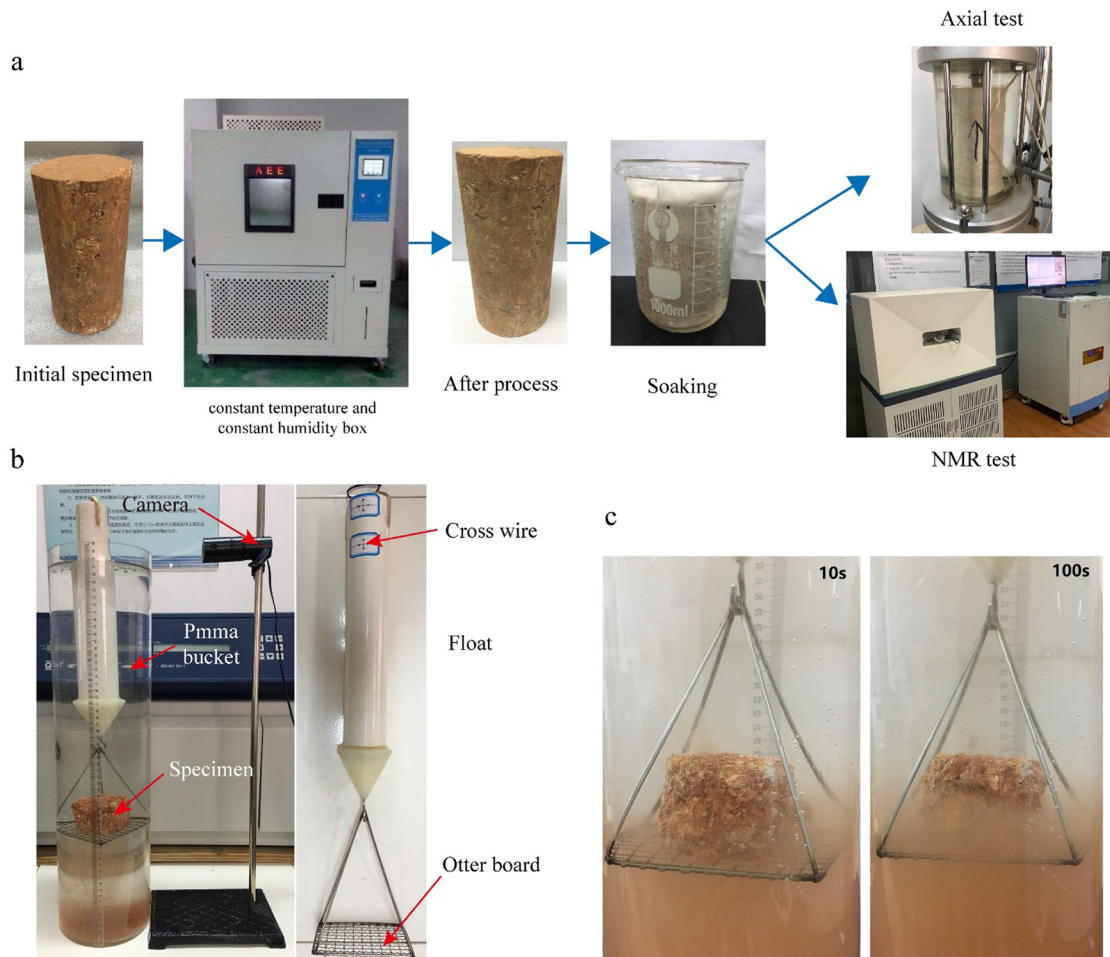 a
Axial test
AEE
1000ml
Initial specimen
constant temperature and
constant humidity box
After process
Soaking
NMR test
b
Camera
Pmma
bucket
Specimen
Cross wire
Float
Otter board
c
10s
100s